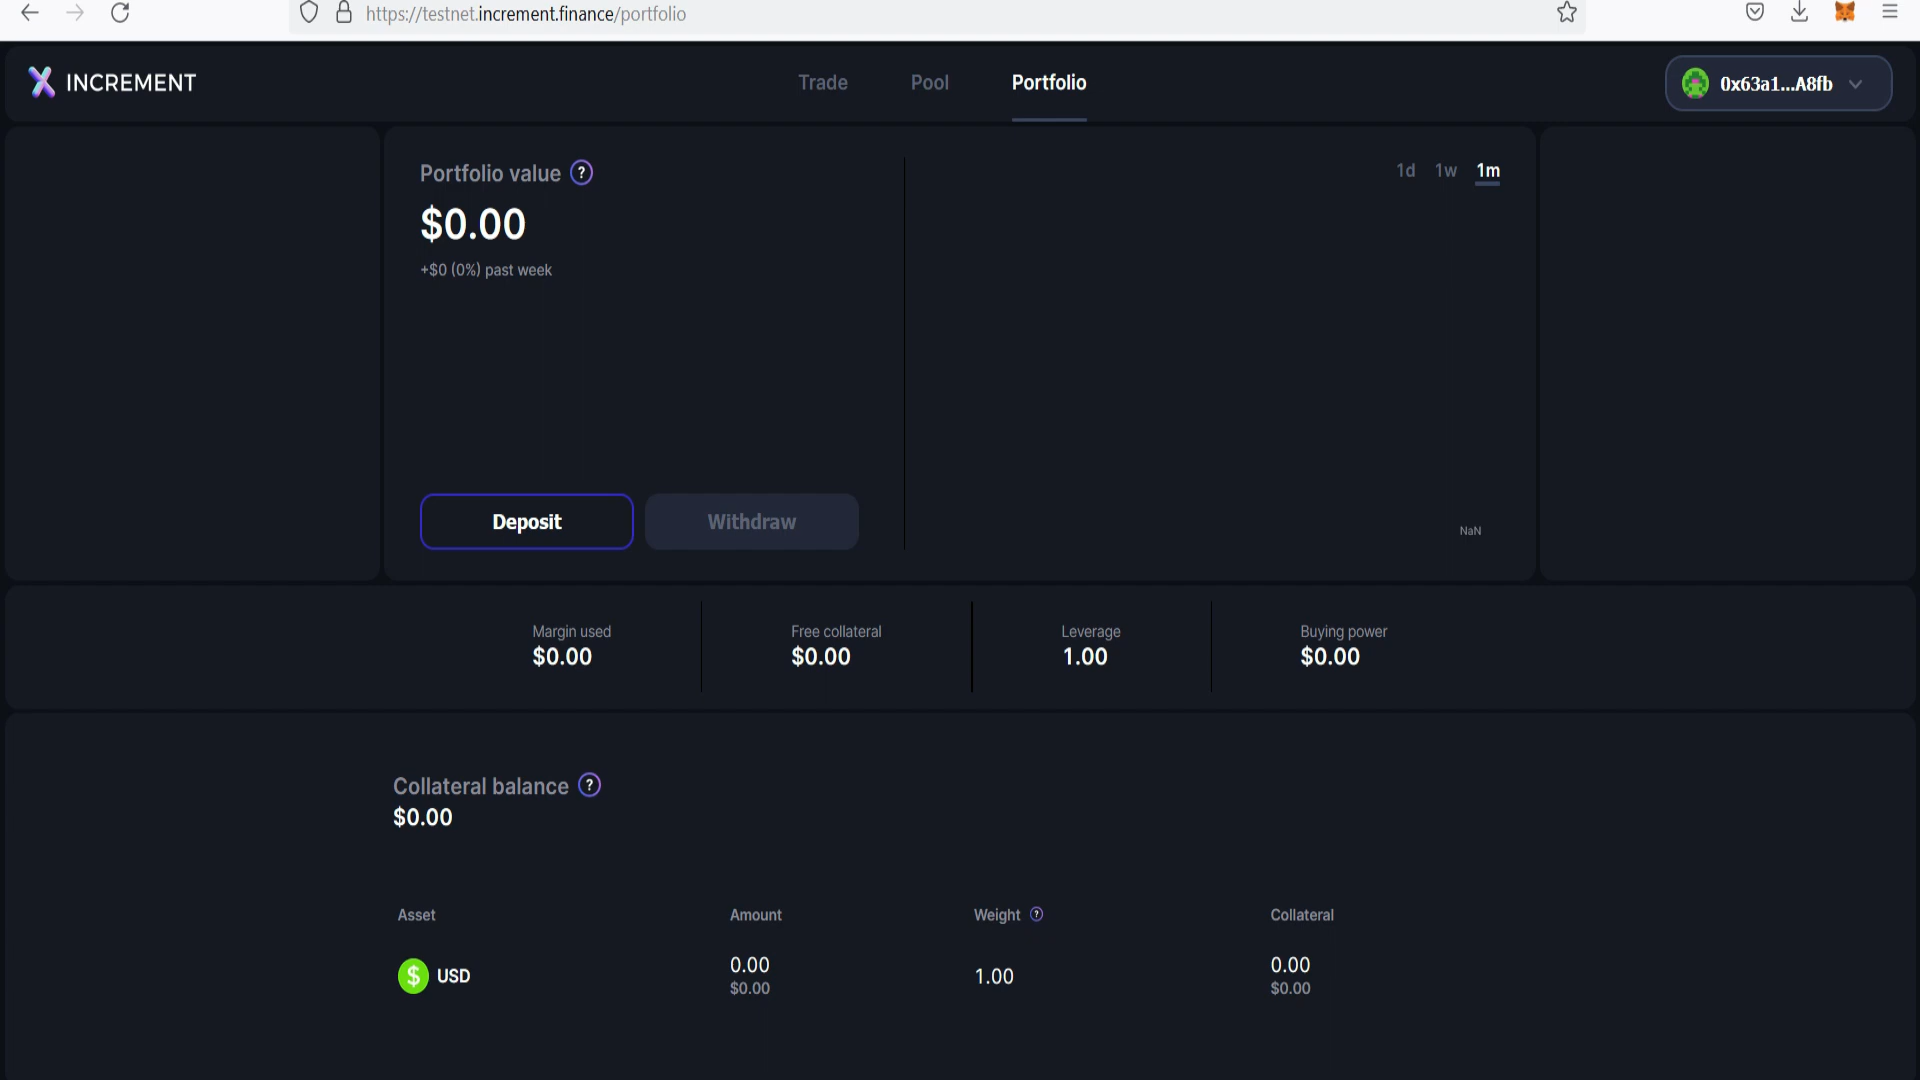 https://testnet.increment.finance/portfolio
INCREMENT
Trade
Pool
Portfolio
0x63a1...A8fb
Portfolio value ?
$0.00
+$0 (0%) past week
1d 1w 1m
Deposit
Withdraw
NaN
Margin used
$0.00
Free collateral
$0.00
Leverage
1.00
Buying power
$0.00
Collateral balance ?
$0.00
Asset Amount Weight ? Collateral
$ USD
0.00
$0.00
1.00
0.00
$0.00